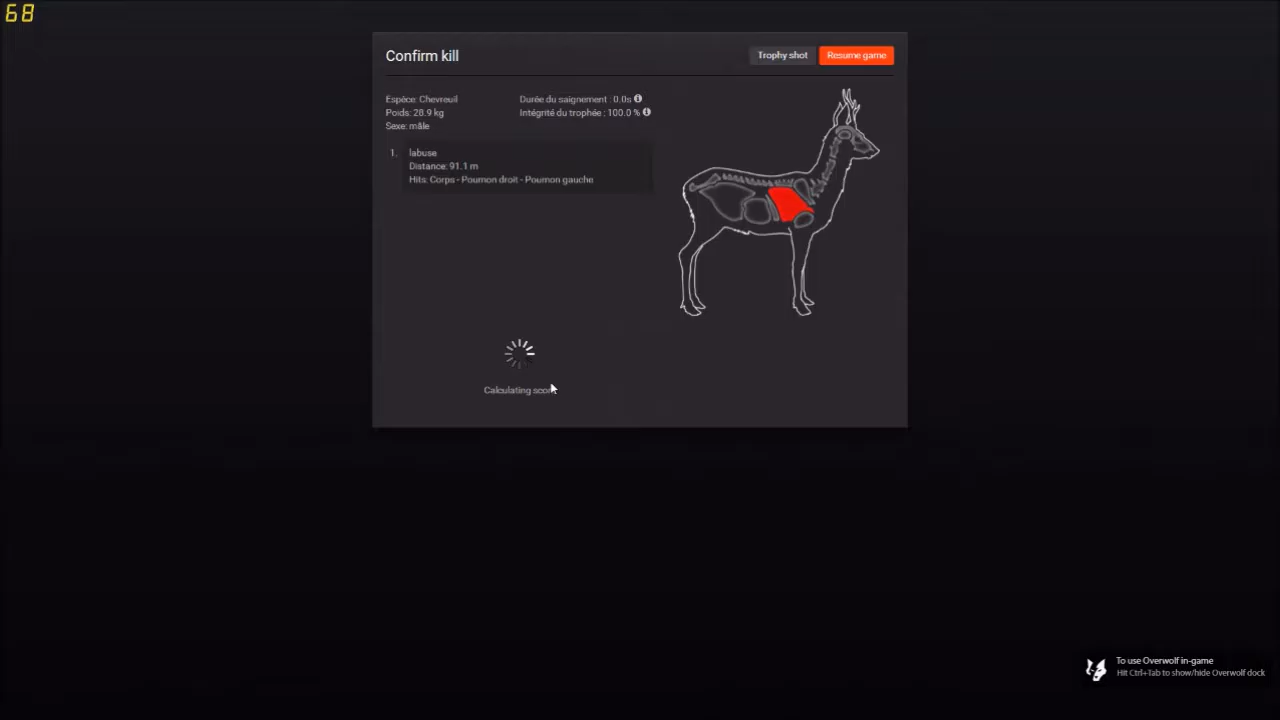 68
Confirm kill
Trophy shot
Resume game
Espèce: Chevreuil
Poids: 28.9 kg
Sexe: mâle
Durée du saignement : 0.0s
Intégrité du trophée : 100.0 %
1. labuse
Distance: 91.1 m
Hits: Corps - Poumon droit - Poumon gauche
Calculating score
To use Overwolf in-game
Hit Ctrl+Tab to show/hide Overwolf dock